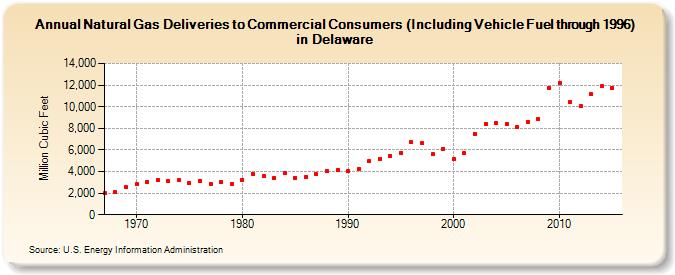 Annual Natural Gas Deliveries to Commercial Consumers (Including Vehicle Fuel through 1996)
in Delaware
Million Cubic Feet
14,000
12,000
10,000
8,000
6,000
4,000
2,000
0
1970 1980 1990 2000 2010
Source: U.S. Energy Information Administration